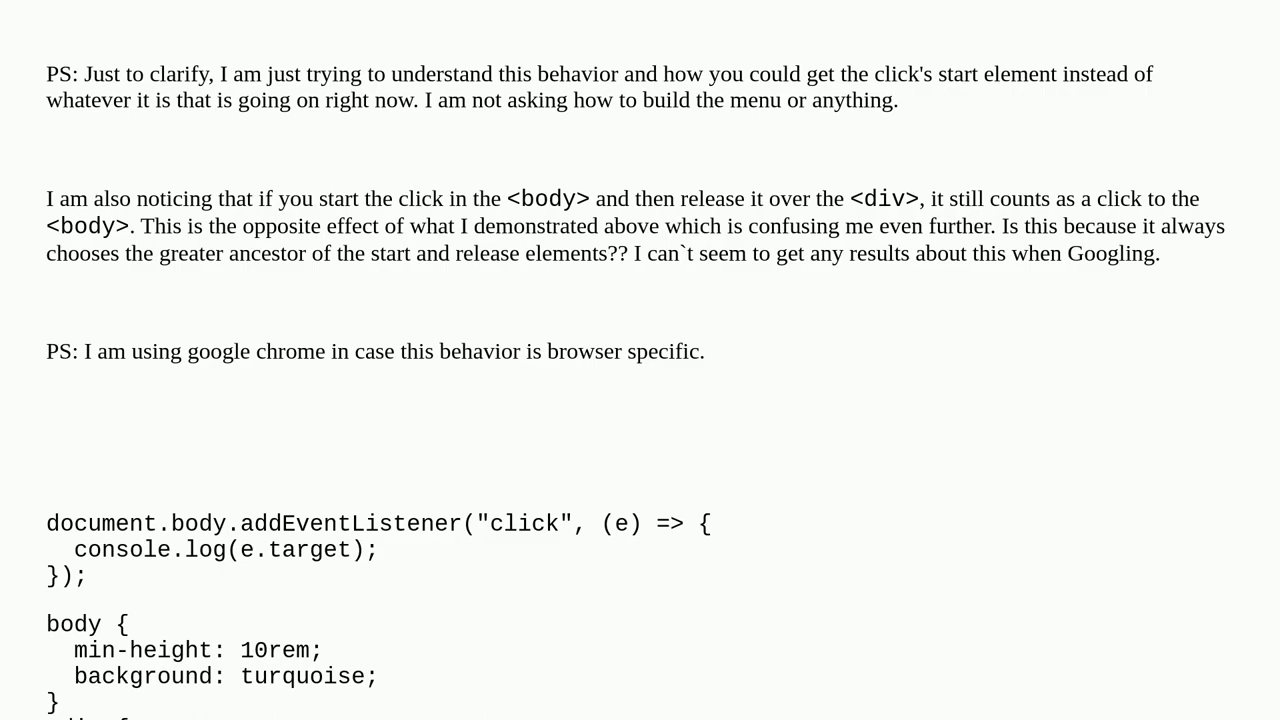 PS: Just to clarify, I am just trying to understand this behavior and how you could get the click's start element instead of
whatever it is that is going on right now. I am not asking how to build the menu or anything.
I am also noticing that if you start the click in the <body> and then release it over the <div>, it still counts as a click to the
<body>. This is the opposite effect of what I demonstrated above which is confusing me even further. Is this because it always
chooses the greater ancestor of the start and release elements?? I can`t seem to get any results about this when Googling.
PS: I am using google chrome in case this behavior is browser specific.
document.body.addEventListener("click", (e) => {
  console.log(e.target);
});
body {
  min-height: 10rem;
  background: turquoise;
}